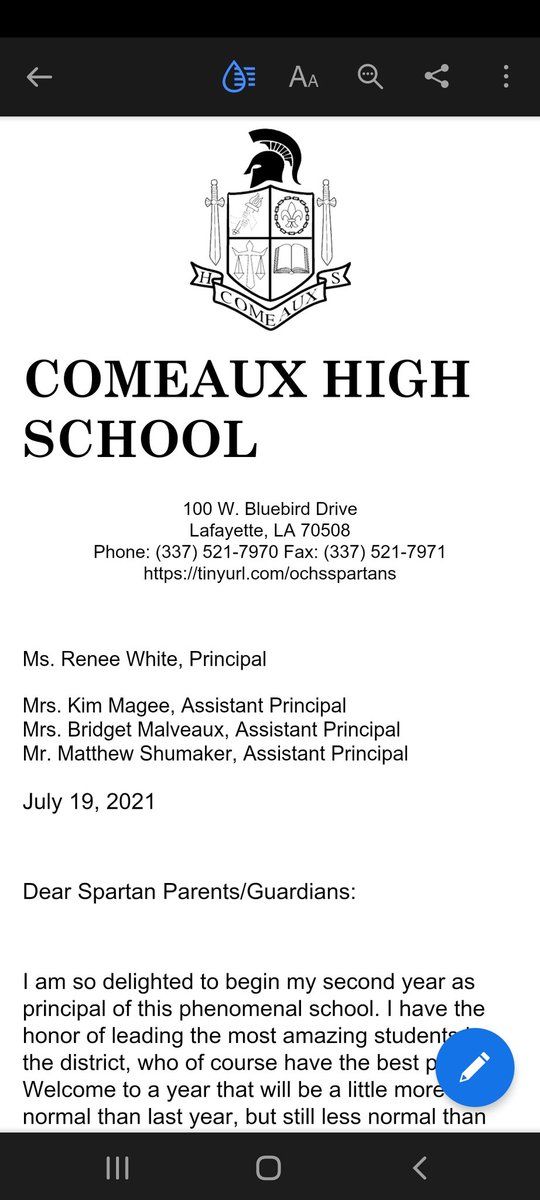 AA
H COMEAUX S
COMEAUX HIGH
SCHOOL
100 W. Bluebird Drive
Lafayette, LA 70508
Phone: (337) 521-7970 Fax: (337) 521-7971
https://tinyurl.com/ochsspartans
Ms. Renee White, Principal
Mrs. Kim Magee, Assistant Principal
Mrs. Bridget Malveaux, Assistant Principal
Mr. Matthew Shumaker, Assistant Principal
July 19, 2021
Dear Spartan Parents/Guardians:
I am so delighted to begin my second year as
principal of this phenomenal school. I have the
honor of leading the most amazing students
the district, who of course have the best
Welcome to a year that will be a little more
normal than last year, but still less normal than